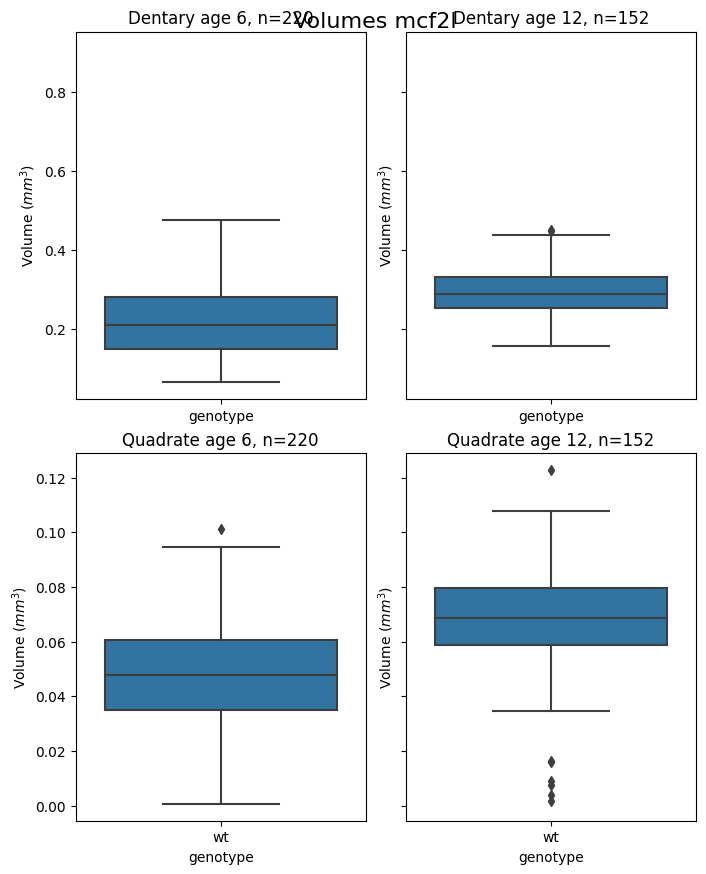 Volumes mcf2l
Dentary age 6, n=220
Dentary age 12, n=152
0.8
0.6
0.4
0.2
Volume (mm³)
Volume (mm³)
genotype
genotype
Quadrate age 6, n=220
Quadrate age 12, n=152
0.12
0.10
0.08
0.06
0.04
0.02
0.00
Volume (mm³)
Volume (mm³)
wt
wt
genotype
genotype